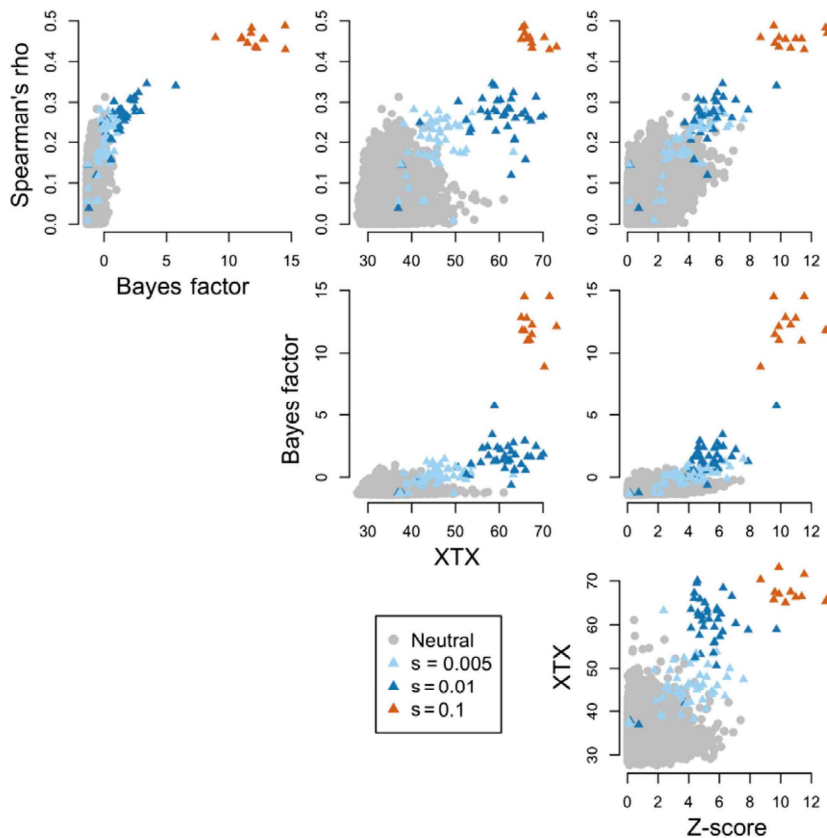 Spearman's rho
0.0 0.1 0.2 0.3 0.4 0.5
0 5 10 15
Bayes factor
0.0 0.1 0.2 0.3 0.4 0.5
30 40 50 60 70
0.0 0.1 0.2 0.3 0.4 0.5
0 2 4 6 8 10 12
Bayes factor
0 5 10 15
30 40 50 60 70
XTX
0 5 10 15
0 2 4 6 8 10 12
Neutral
s = 0.005
s = 0.01
s = 0.1
XTX
30 40 50 60 70
0 2 4 6 8 10 12
Z-score